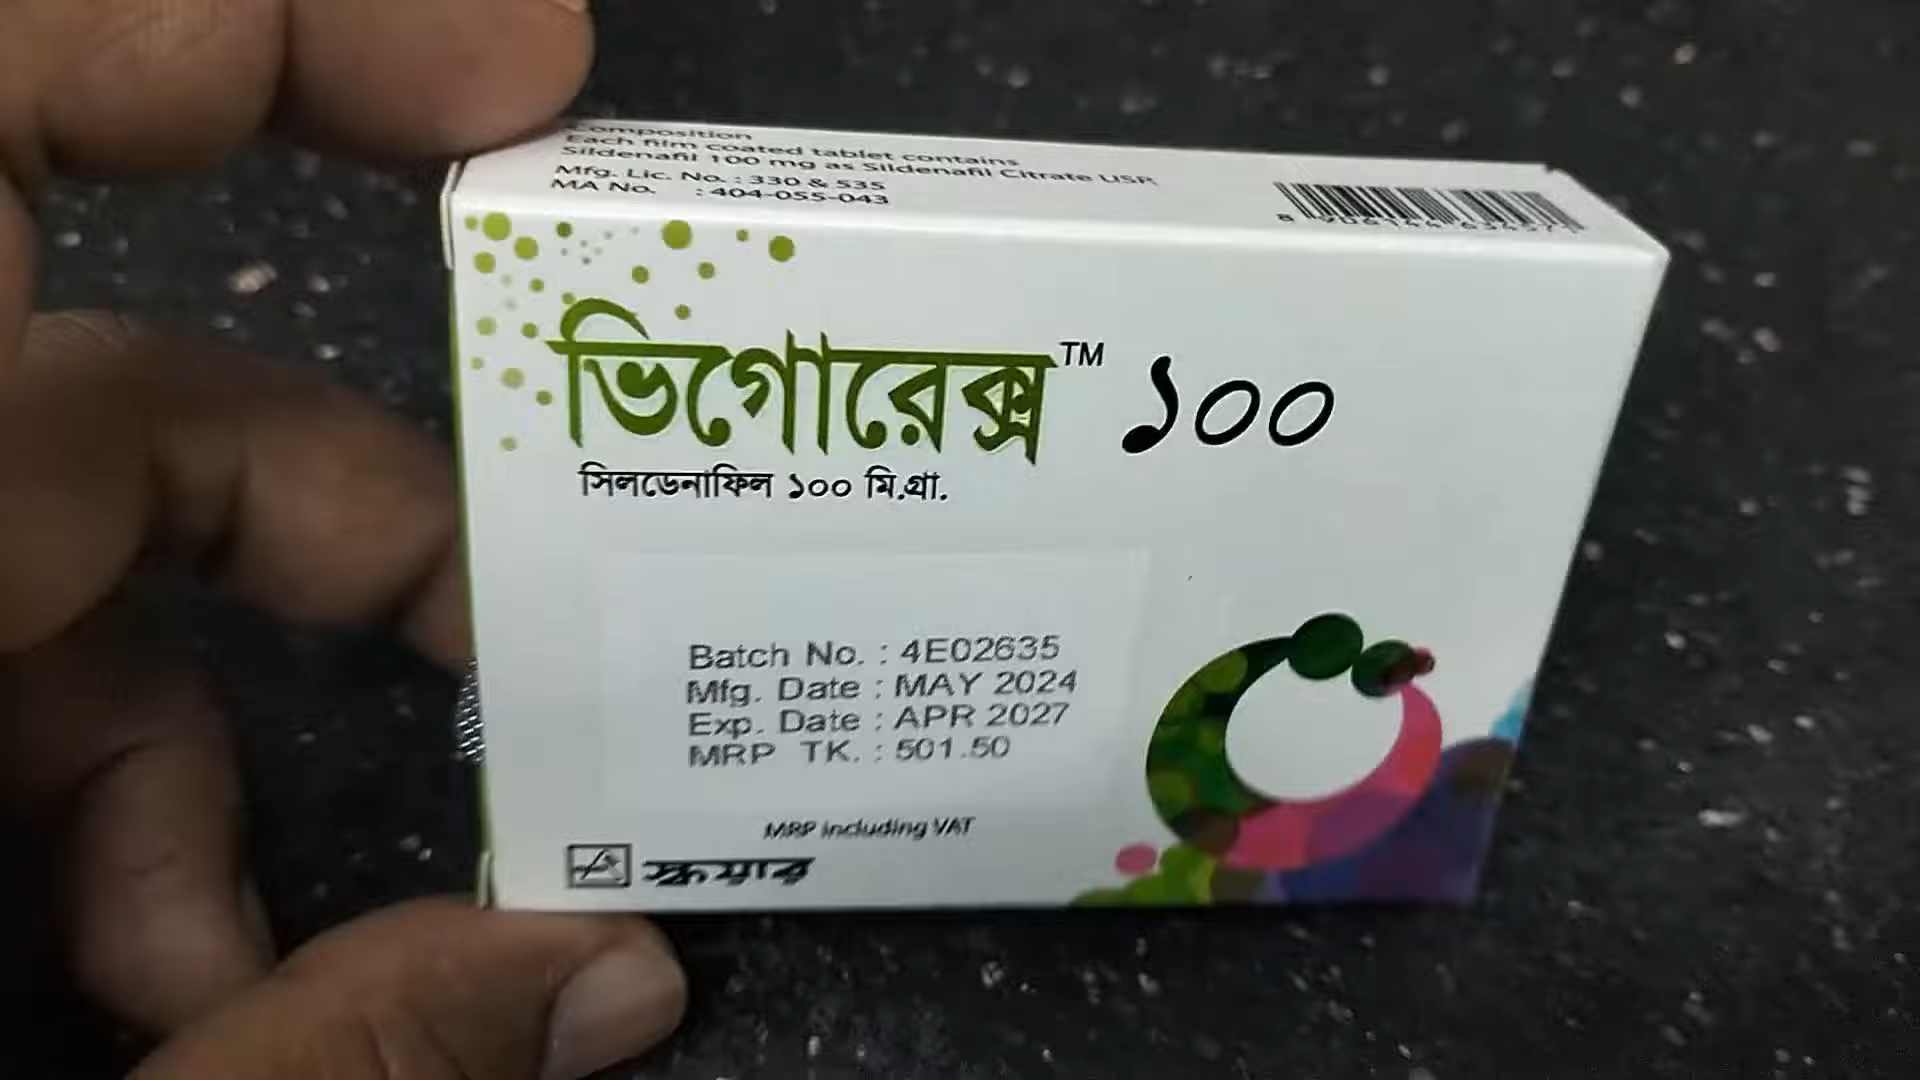 Composition
Each film coated tablet contains
Sildenafil 100 mg as Sildenafil Citrate USP
Mfg. Lic. No. : 330 & 535
MA No. : 404-055-043
ভিগোরেক্স™ ১০০
সিলডেনাফিল ১০০ মি.গ্রা.
Batch No. : 4E02635
Mfg. Date : MAY 2024
Exp. Date : APR 2027
MRP TK. : 501.50
MRP including VAT
স্কয়ার